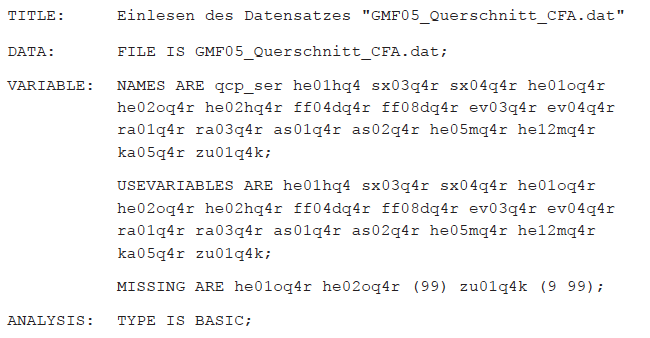 TITLE: Einlesen des Datensatzes "GMF05_Querschnitt_CFA.dat"
DATA: FILE IS GMF05_Querschnitt_CFA.dat;
VARIABLE: NAMES ARE qcp_ser he01hq4 sx03q4r sx04q4r he01oq4r
he02oq4r he02hq4r ff04dq4r ff08dq4r ev03q4r ev04q4r
ra01q4r ra03q4r as01q4r as02q4r he05mq4r he12mq4r
ka05q4r zu01q4k;
USEVARIABLES ARE he01hq4 sx03q4r sx04q4r he01oq4r
he02oq4r he02hq4r ff04dq4r ff08dq4r ev03q4r ev04q4r
ra01q4r ra03q4r as01q4r as02q4r he05mq4r he12mq4r
ka05q4r zu01q4k;
MISSING ARE he01oq4r he02oq4r (99) zu01q4k (9 99);
ANALYSIS: TYPE IS BASIC;